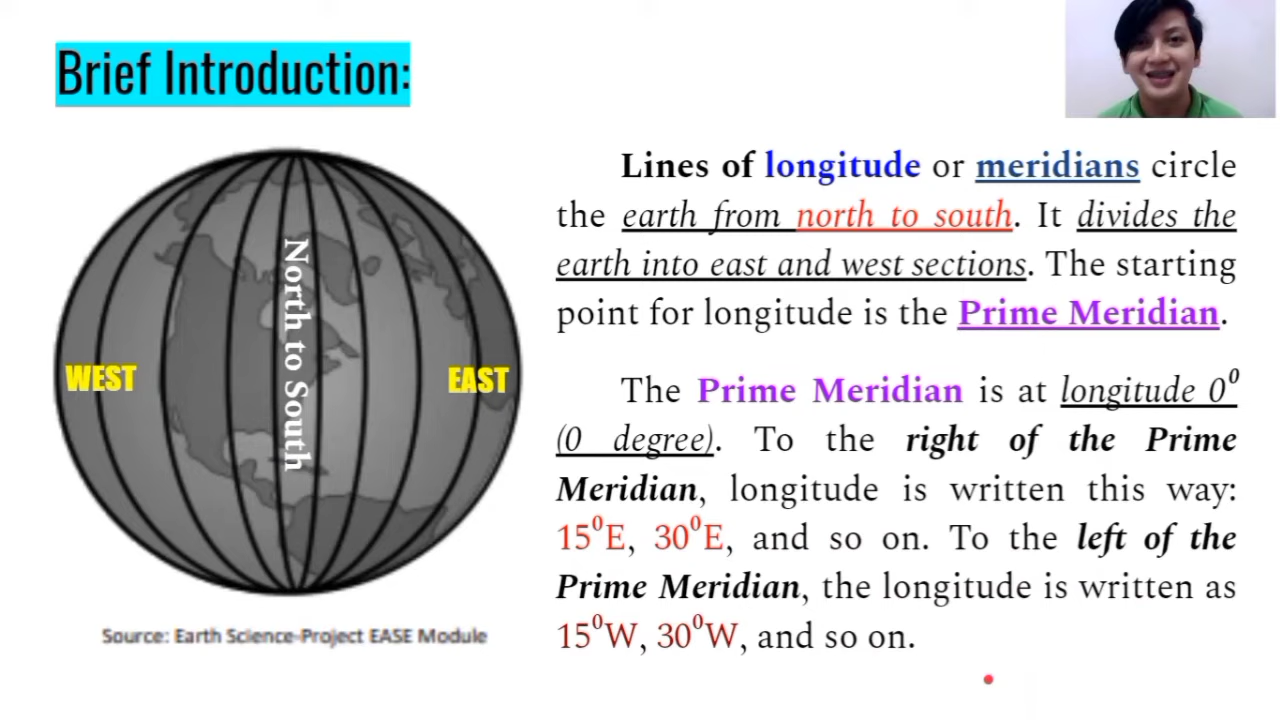 Brief Introduction:
Lines of longitude or meridians circle
the earth from north to south. It divides the
earth into east and west sections. The starting
point for longitude is the Prime Meridian.
North to South
WEST
EAST
The Prime Meridian is at longitude 0⁰
(0 degree). To the right of the Prime
Meridian, longitude is written this way:
15⁰E, 30⁰E, and so on. To the left of the
Prime Meridian, the longitude is written as
15⁰W, 30⁰W, and so on.
Source: Earth Science-Project EASE Module